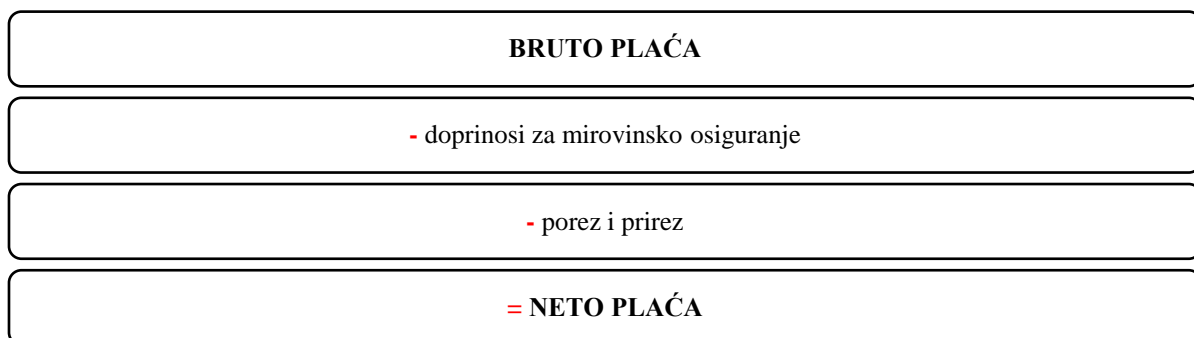 BRUTO PLAĆA
- doprinosi za mirovinsko osiguranje
- porez i prirez
= NETO PLAĆA